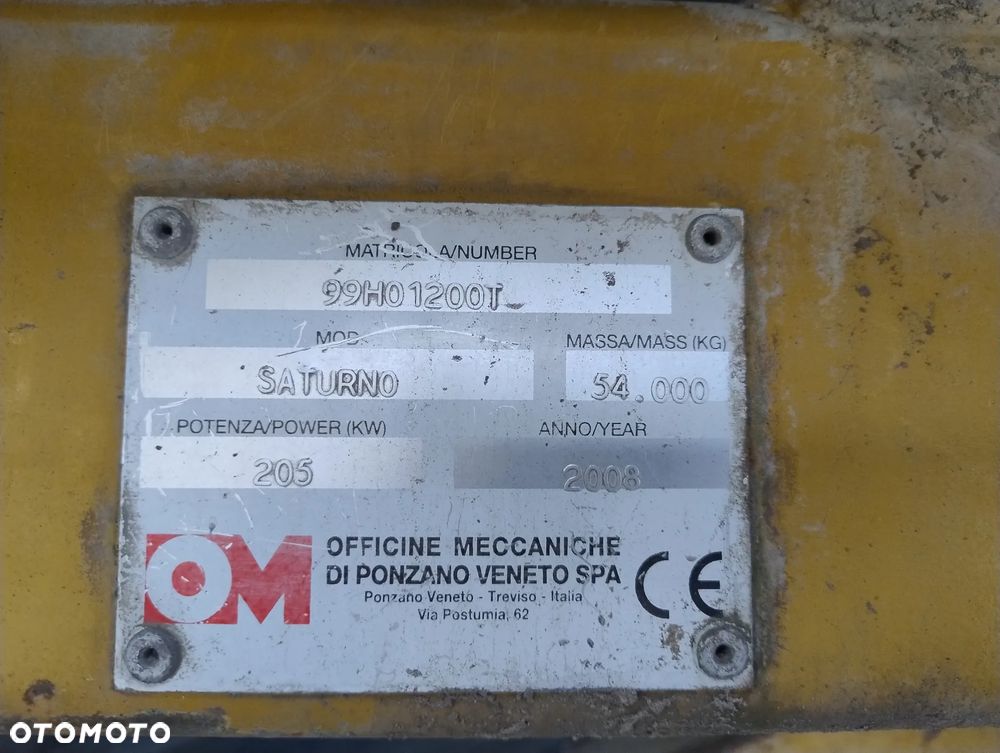 MATRICOLA/NUMBER
99H01200T
MOD. MASSA/MASS (KG)
SATURNO 54.000
POTENZA/POWER (KW) ANNO/YEAR
205 2008
OM OFFICINE MECCANICHE
DI PONZANO VENETO SPA CE
Ponzano Veneto - Treviso - Italia
Via Postumia, 62
OTOMOTO